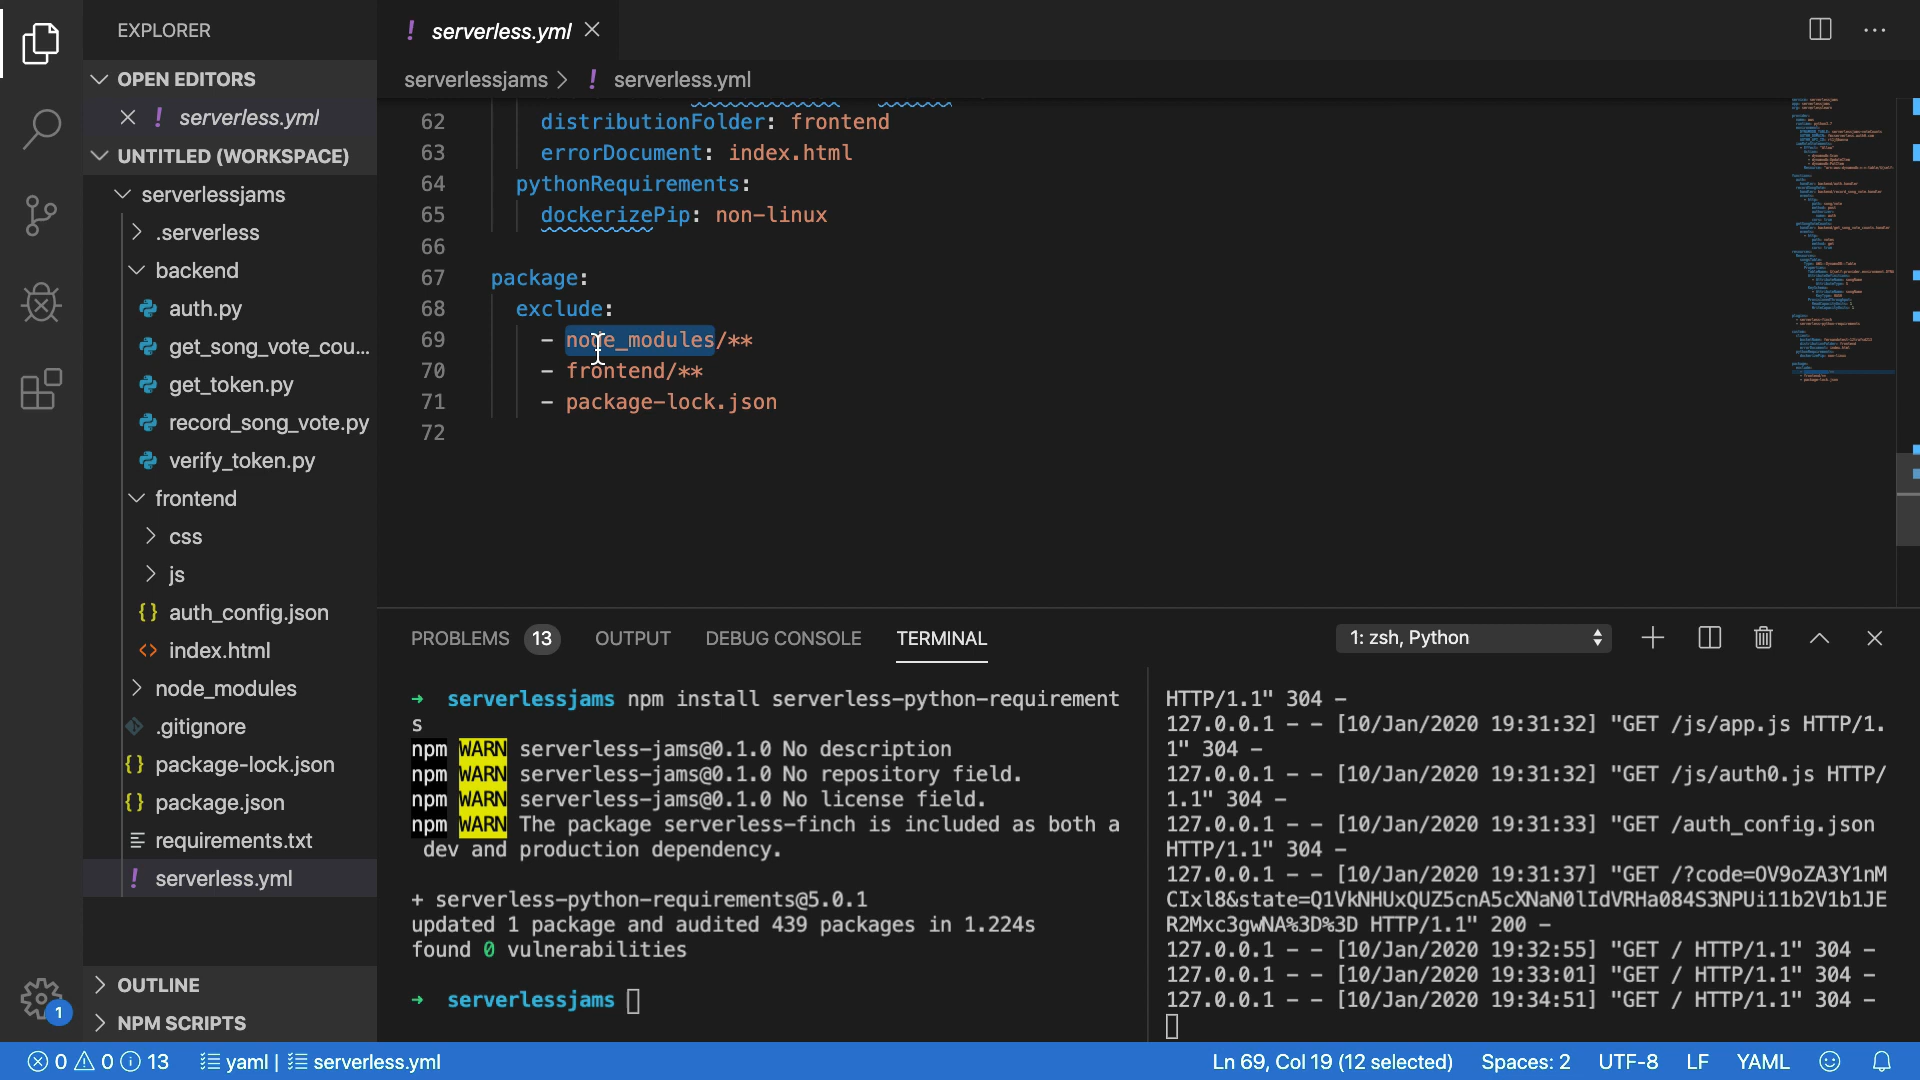 EXPLORER
OPEN EDITORS
! serverless.yml
UNTITLED (WORKSPACE)
serverlessjams
.serverless
backend
auth.py
get_song_vote_cou...
get_token.py
record_song_vote.py
verify_token.py
frontend
css
js
{} auth_config.json
<> index.html
node_modules
.gitignore
{} package-lock.json
{} package.json
requirements.txt
! serverless.yml
OUTLINE
NPM SCRIPTS
1
! serverless.yml
serverlessjams > ! serverless.yml
62 distributionFolder: frontend
63 errorDocument: index.html
64 pythonRequirements:
65 dockerizePip: non-linux
66
67 package:
68 exclude:
69 - node_modules/**
70 - frontend/**
71 - package-lock.json
72
PROBLEMS 13 OUTPUT DEBUG CONSOLE TERMINAL
1: zsh, Python
→ serverlessjams npm install serverless-python-requirement
s
npm WARN serverless-jams@0.1.0 No description
npm WARN serverless-jams@0.1.0 No repository field.
npm WARN serverless-jams@0.1.0 No license field.
npm WARN The package serverless-finch is included as both a
dev and production dependency.
+ serverless-python-requirements@5.0.1
updated 1 package and audited 439 packages in 1.224s
found 0 vulnerabilities
→ serverlessjams
HTTP/1.1" 304 -
127.0.0.1 - - [10/Jan/2020 19:31:32] "GET /js/app.js HTTP/1.
1" 304 -
127.0.0.1 - - [10/Jan/2020 19:31:32] "GET /js/auth0.js HTTP/
1.1" 304 -
127.0.0.1 - - [10/Jan/2020 19:31:33] "GET /auth_config.json
HTTP/1.1" 304 -
127.0.0.1 - - [10/Jan/2020 19:31:37] "GET /?code=OV9oZA3Y1nM
CIxl8&state=Q1VkNHUxQUZ5cnA5cXNaN0lIdVRHa084S3NPUi11b2V1b1JE
R2Mxc3gwNA%3D%3D HTTP/1.1" 200 -
127.0.0.1 - - [10/Jan/2020 19:32:55] "GET / HTTP/1.1" 304 -
127.0.0.1 - - [10/Jan/2020 19:33:01] "GET / HTTP/1.1" 304 -
127.0.0.1 - - [10/Jan/2020 19:34:51] "GET / HTTP/1.1" 304 -
0 0 13 yaml | serverless.yml
Ln 69, Col 19 (12 selected) Spaces: 2 UTF-8 LF YAML